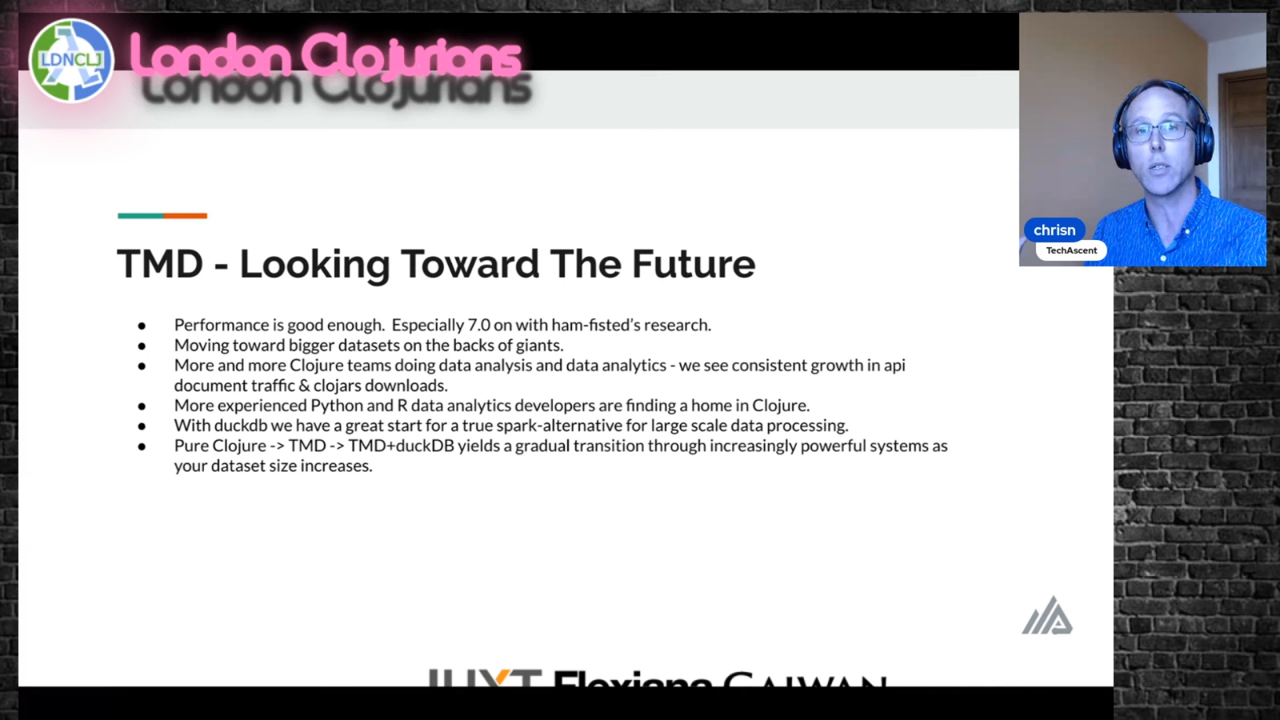 LDNCLJ
London Clojurians
chrisn
TechAscent
TMD - Looking Toward The Future
● Performance is good enough.  Especially 7.0 on with ham-fisted's research.
● Moving toward bigger datasets on the backs of giants.
● More and more Clojure teams doing data analysis and data analytics - we see consistent growth in api
document traffic & clojars downloads.
● More experienced Python and R data analytics developers are finding a home in Clojure.
● With duckdb we have a great start for a true spark-alternative for large scale data processing.
● Pure Clojure -> TMD -> TMD+duckDB yields a gradual transition through increasingly powerful systems as
your dataset size increases.
JUXT Flexiana GAIWAN